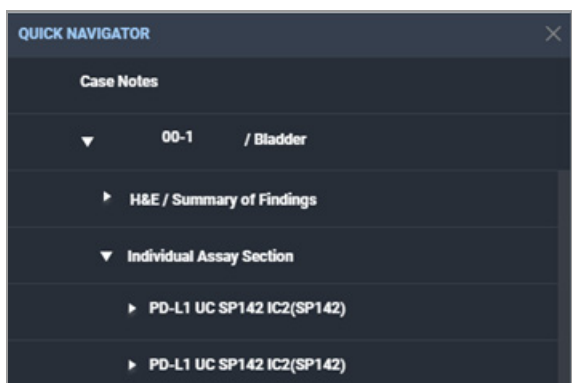 QUICK NAVIGATOR
Case Notes
00-1 / Bladder
H&E / Summary of Findings
Individual Assay Section
PD-L1 UC SP142 IC2(SP142)
PD-L1 UC SP142 IC2(SP142)